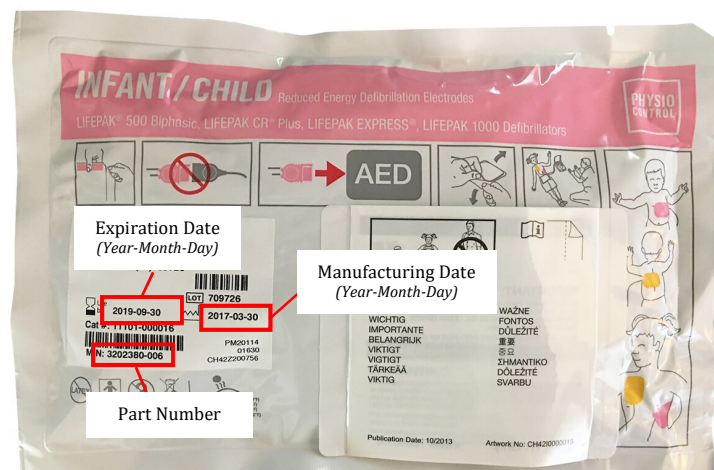 INFANT / CHILD Reduced Energy Defibrillation Electrodes
LIFEPAK® 500 Biphasic, LIFEPAK CR® Plus, LIFEPAK EXPRESS®, LIFEPAK 1000 Defibrillators
PHYSIO
CONTROL
AED
Expiration Date
(Year-Month-Day)
Manufacturing Date
(Year-Month-Day)
LOT 709726
2019-09-30
2017-03-30
Cat #: 11101-000016
PM20114
01630
CH42Z200756
MIN: 3202380-006
LATEX
Part Number
WICHTIG
IMPORTANTE
BELANGRIJK
VIKTIGT
VIGTIGT
TÄRKEÄÄ
VIKTIG
WAŻNE
FONTOS
DŮLEŽITÉ
重要
중요
ΣΗΜΑΝΤΙΚΟ
DÔLEŽITÉ
SVARBU
Publication Date: 10/2013
Artwork No: CH42I0000019